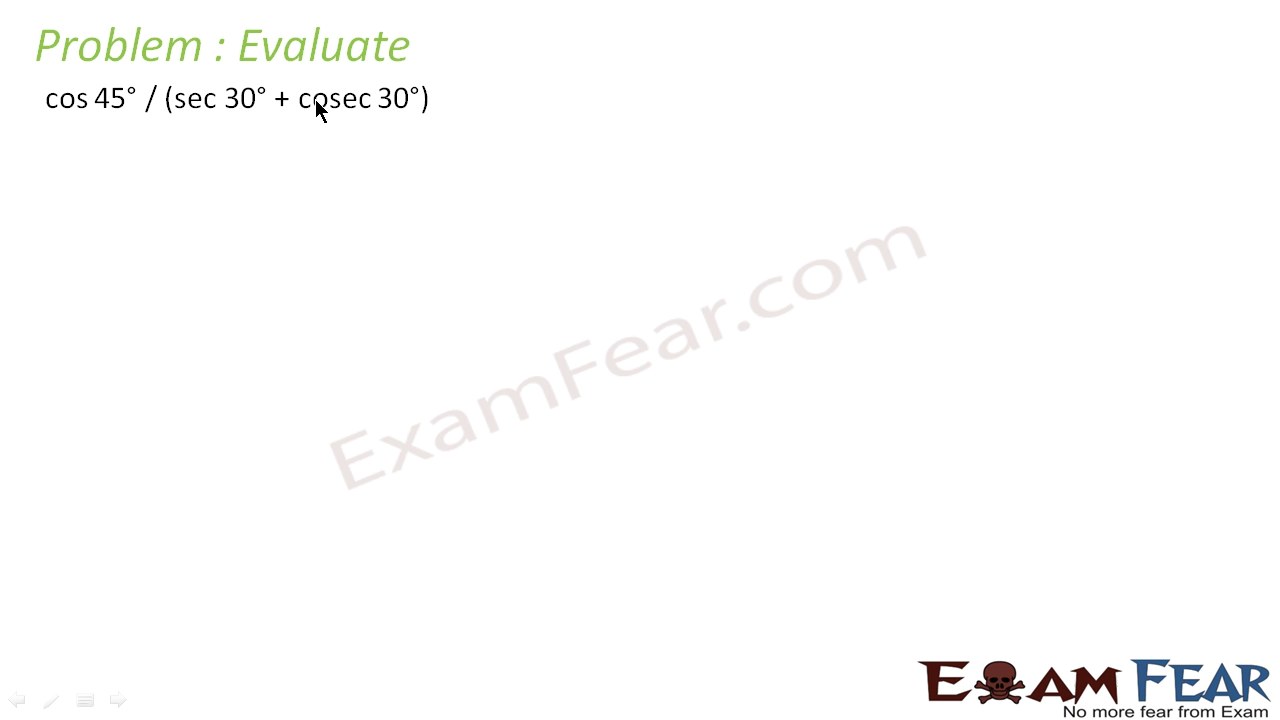 Problem : Evaluate
cos 45° / (sec 30° + cosec 30°)
ExamFear.com
EXAM FEAR
No more fear from Exam